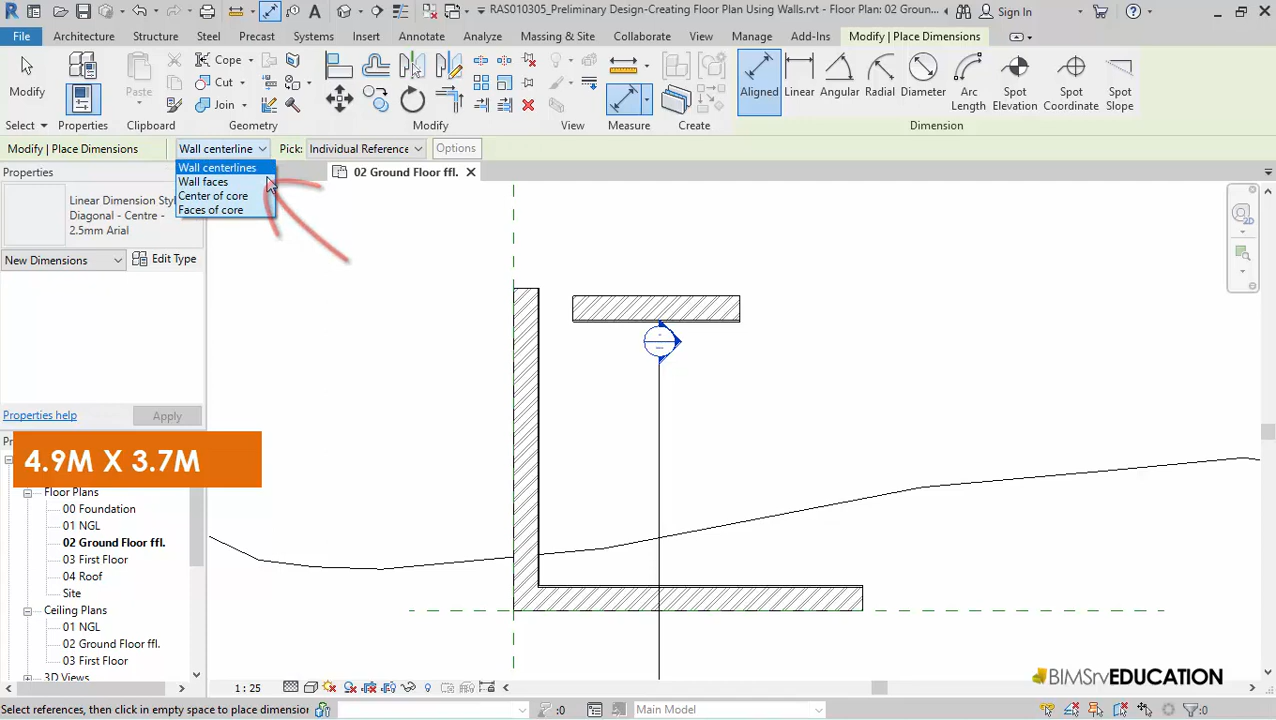 RAS010305_Preliminary Design-Creating Floor Plan Using Walls.rvt - Floor Plan: 02 Groun...
Sign In
File Architecture Structure Steel Precast Systems Insert Annotate Analyze Massing & Site Collaborate View Manage Add-Ins Modify | Place Dimensions
Modify
Paste
Cope
Cut
Join
Aligned Linear Angular Radial Diameter Arc Length Spot Elevation Spot Coordinate Spot Slope
Select Properties Clipboard Geometry Modify View Measure Create Dimension
Modify | Place Dimensions Wall centerline Pick: Individual Reference Options
Wall centerlines
Wall faces
Center of core
Faces of core
Properties
02 Ground Floor ffl.
Linear Dimension Sty
Diagonal - Centre -
2.5mm Arial
New Dimensions Edit Type
Properties help Apply
4.9M X 3.7M
Floor Plans
00 Foundation
01 NGL
02 Ground Floor ffl.
03 First Floor
04 Roof
Site
Ceiling Plans
01 NGL
02 Ground Floor ffl.
03 First Floor
3D Views
2D
BIMSrvEDUCATION
1 : 25
Select references, then click in empty space to place dimension
:0
Main Model
:0